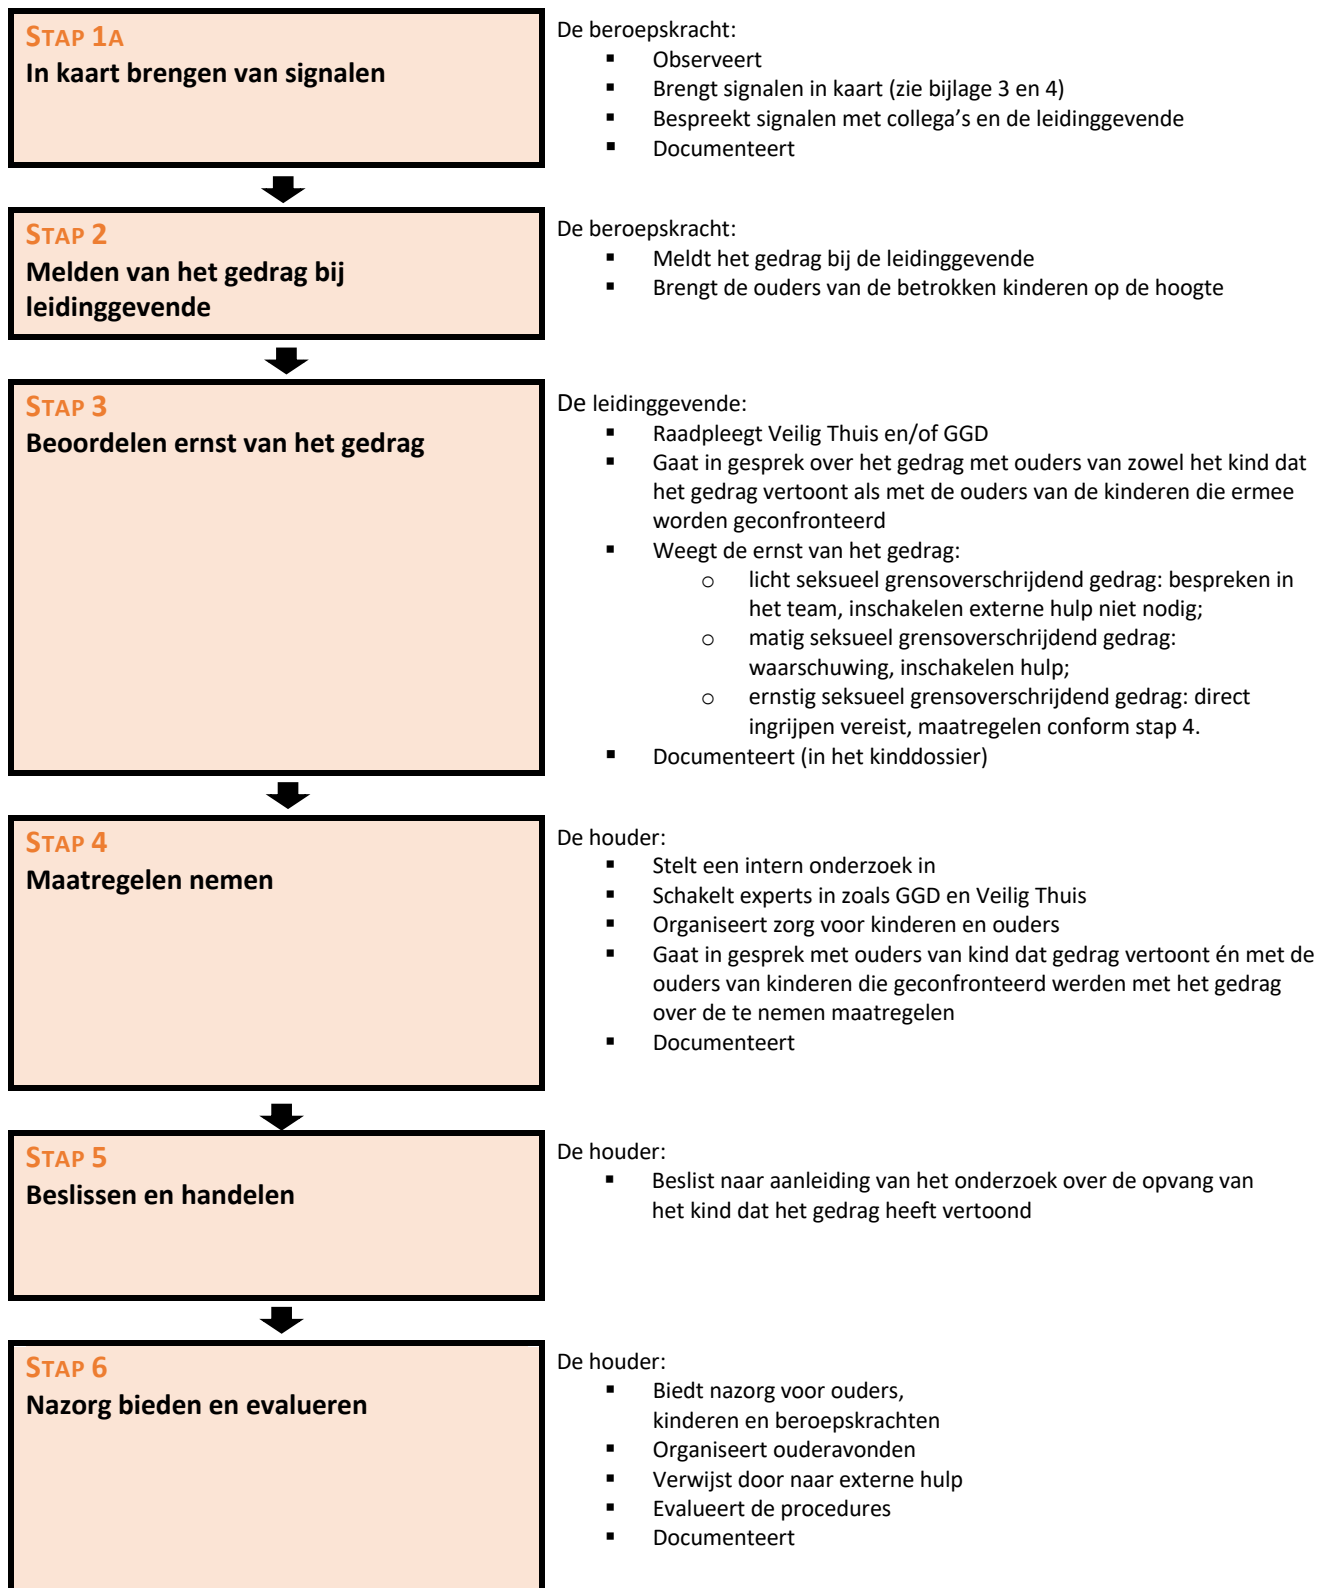 STAP 1A
In kaart brengen van signalen
De beroepskracht:
▪ Observeert
▪ Brengt signalen in kaart (zie bijlage 3 en 4)
▪ Bespreekt signalen met collega's en de leidinggevende
▪ Documenteert
STAP 2
Melden van het gedrag bij
leidinggevende
De beroepskracht:
▪ Meldt het gedrag bij de leidinggevende
▪ Brengt de ouders van de betrokken kinderen op de hoogte
STAP 3
Beoordelen ernst van het gedrag
De leidinggevende:
▪ Raadpleegt Veilig Thuis en/of GGD
▪ Gaat in gesprek over het gedrag met ouders van zowel het kind dat
het gedrag vertoont als met de ouders van de kinderen die ermee
worden geconfronteerd
▪ Weegt de ernst van het gedrag:
o licht seksueel grensoverschrijdend gedrag: bespreken in
het team, inschakelen externe hulp niet nodig;
o matig seksueel grensoverschrijdend gedrag:
waarschuwing, inschakelen hulp;
o ernstig seksueel grensoverschrijdend gedrag: direct
ingrijpen vereist, maatregelen conform stap 4.
▪ Documenteert (in het kinddossier)
STAP 4
Maatregelen nemen
De houder:
▪ Stelt een intern onderzoek in
▪ Schakelt experts in zoals GGD en Veilig Thuis
▪ Organiseert zorg voor kinderen en ouders
▪ Gaat in gesprek met ouders van kind dat gedrag vertoont én met de
ouders van kinderen die geconfronteerd werden met het gedrag
over de te nemen maatregelen
▪ Documenteert
STAP 5
Beslissen en handelen
De houder:
▪ Beslist naar aanleiding van het onderzoek over de opvang van
het kind dat het gedrag heeft vertoond
STAP 6
Nazorg bieden en evalueren
De houder:
▪ Biedt nazorg voor ouders,
kinderen en beroepskrachten
▪ Organiseert ouderavonden
▪ Verwijst door naar externe hulp
▪ Evalueert de procedures
▪ Documenteert